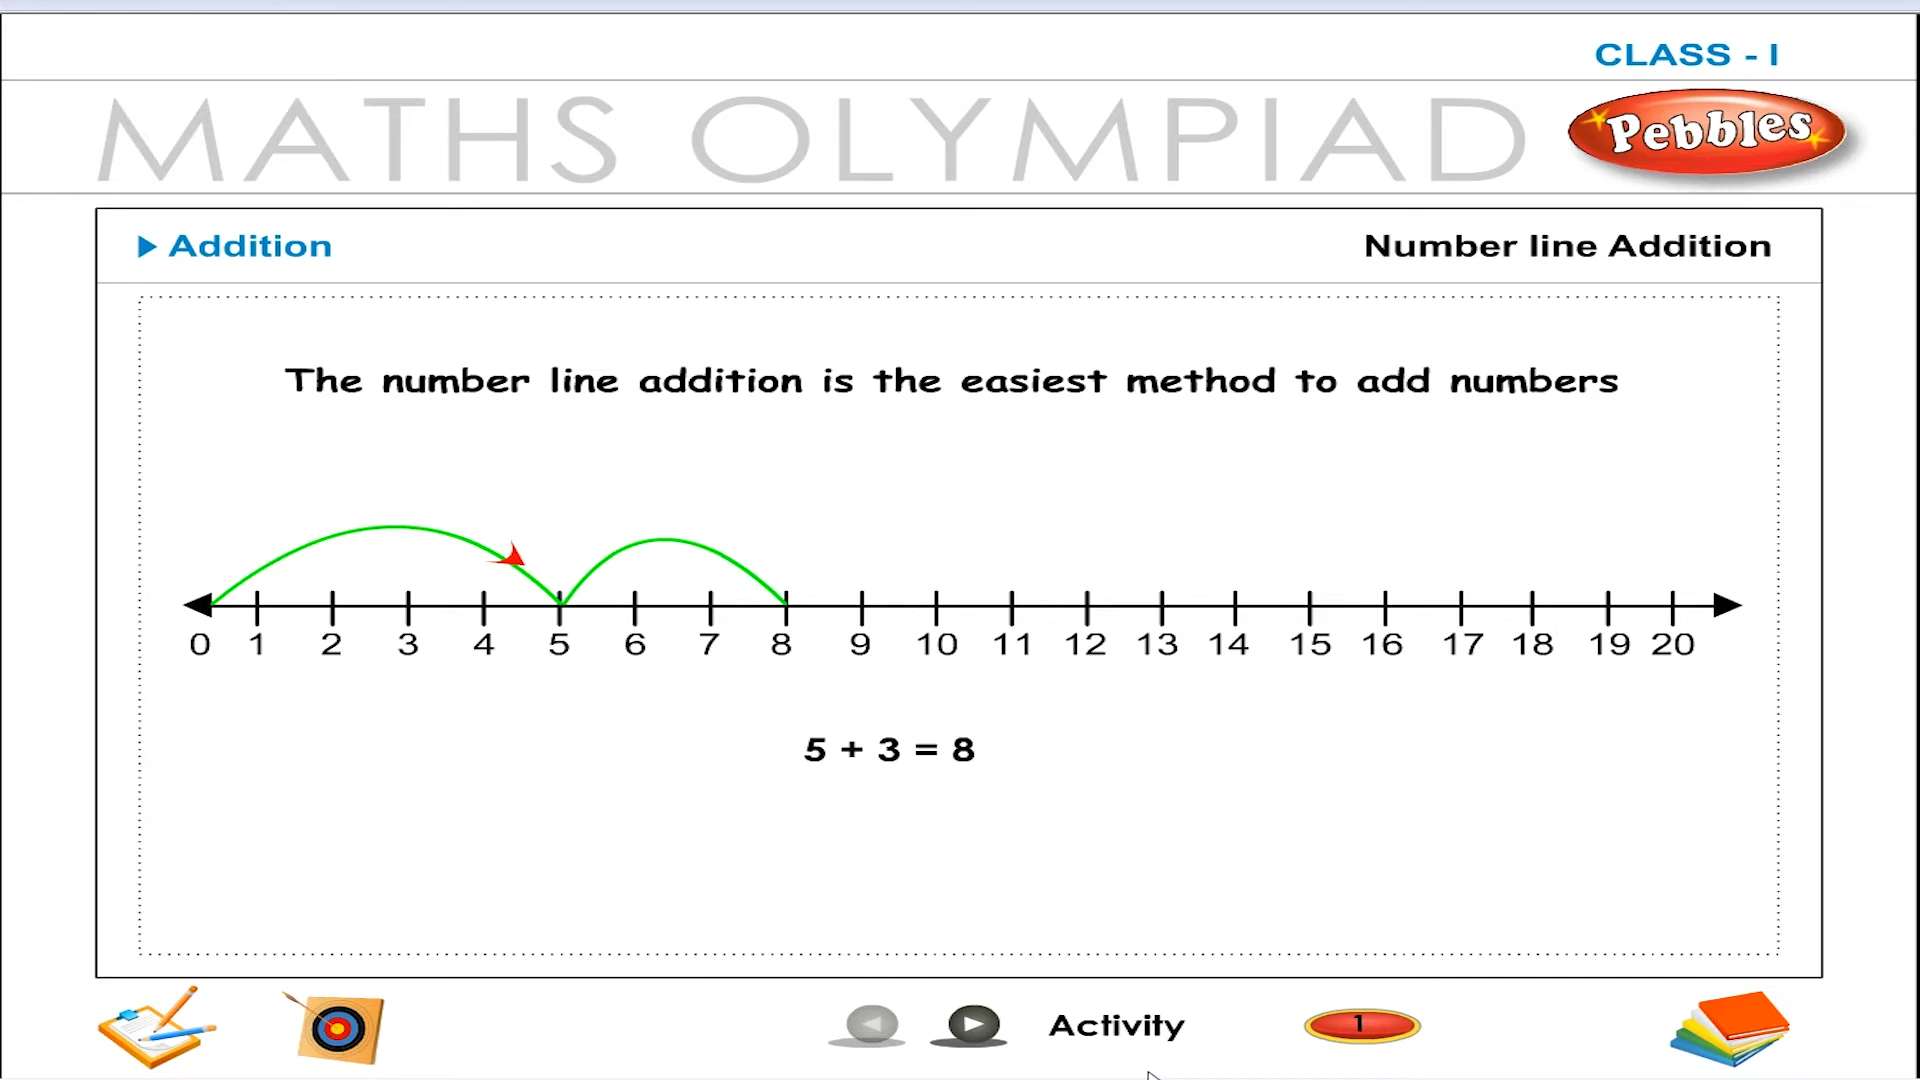 CLASS - I
MATHS OLYMPIAD
Pebbles
Addition
Number line Addition
The number line addition is the easiest method to add numbers
0 1 2 3 4 5 6 7 8 9 10 11 12 13 14 15 16 17 18 19 20
5 + 3 = 8
Activity
1